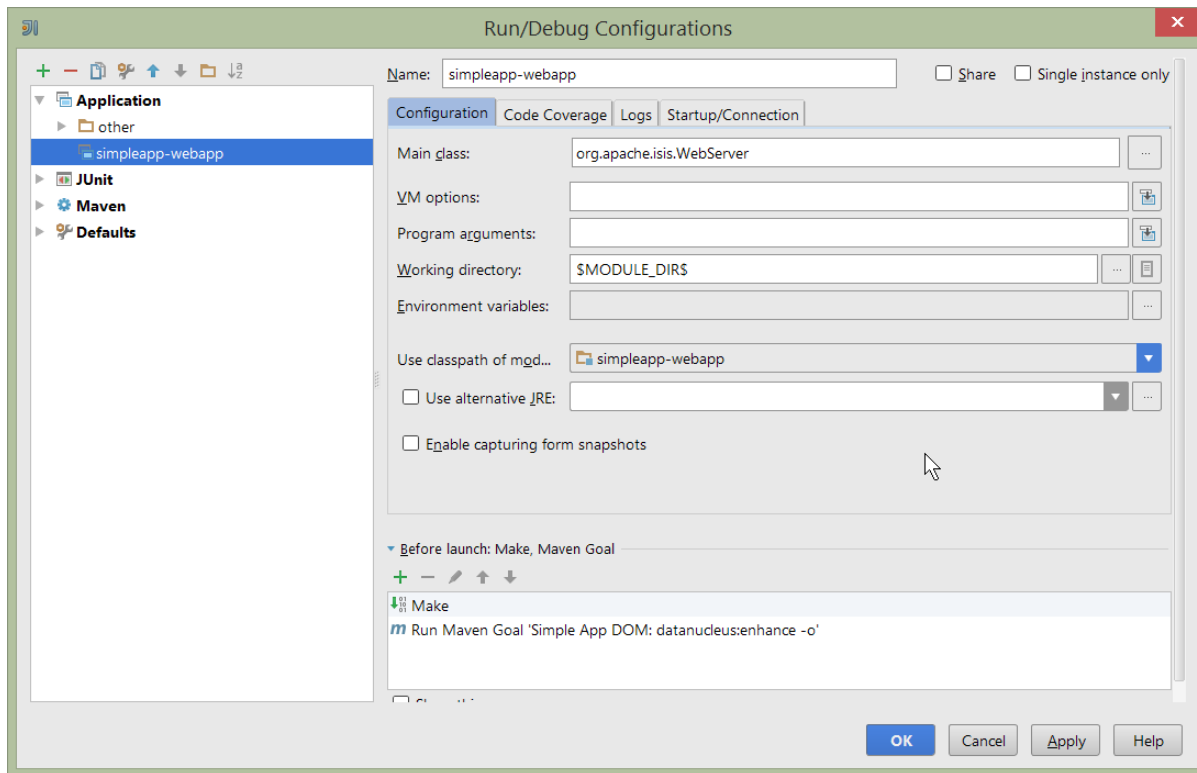 Run/Debug Configurations
Name: simpleapp-webapp
Share
Single instance only
Application
other
simpleapp-webapp
JUnit
Maven
Defaults
Configuration Code Coverage Logs Startup/Connection
Main class: org.apache.isis.WebServer ...
VM options:
Program arguments:
Working directory: $MODULE_DIR$ ...
Environment variables: ...
Use classpath of mod... simpleapp-webapp
Use alternative JRE: ...
Enable capturing form snapshots
Before launch: Make, Maven Goal
Make
m Run Maven Goal 'Simple App DOM: datanucleus:enhance -o'
OK Cancel Apply Help